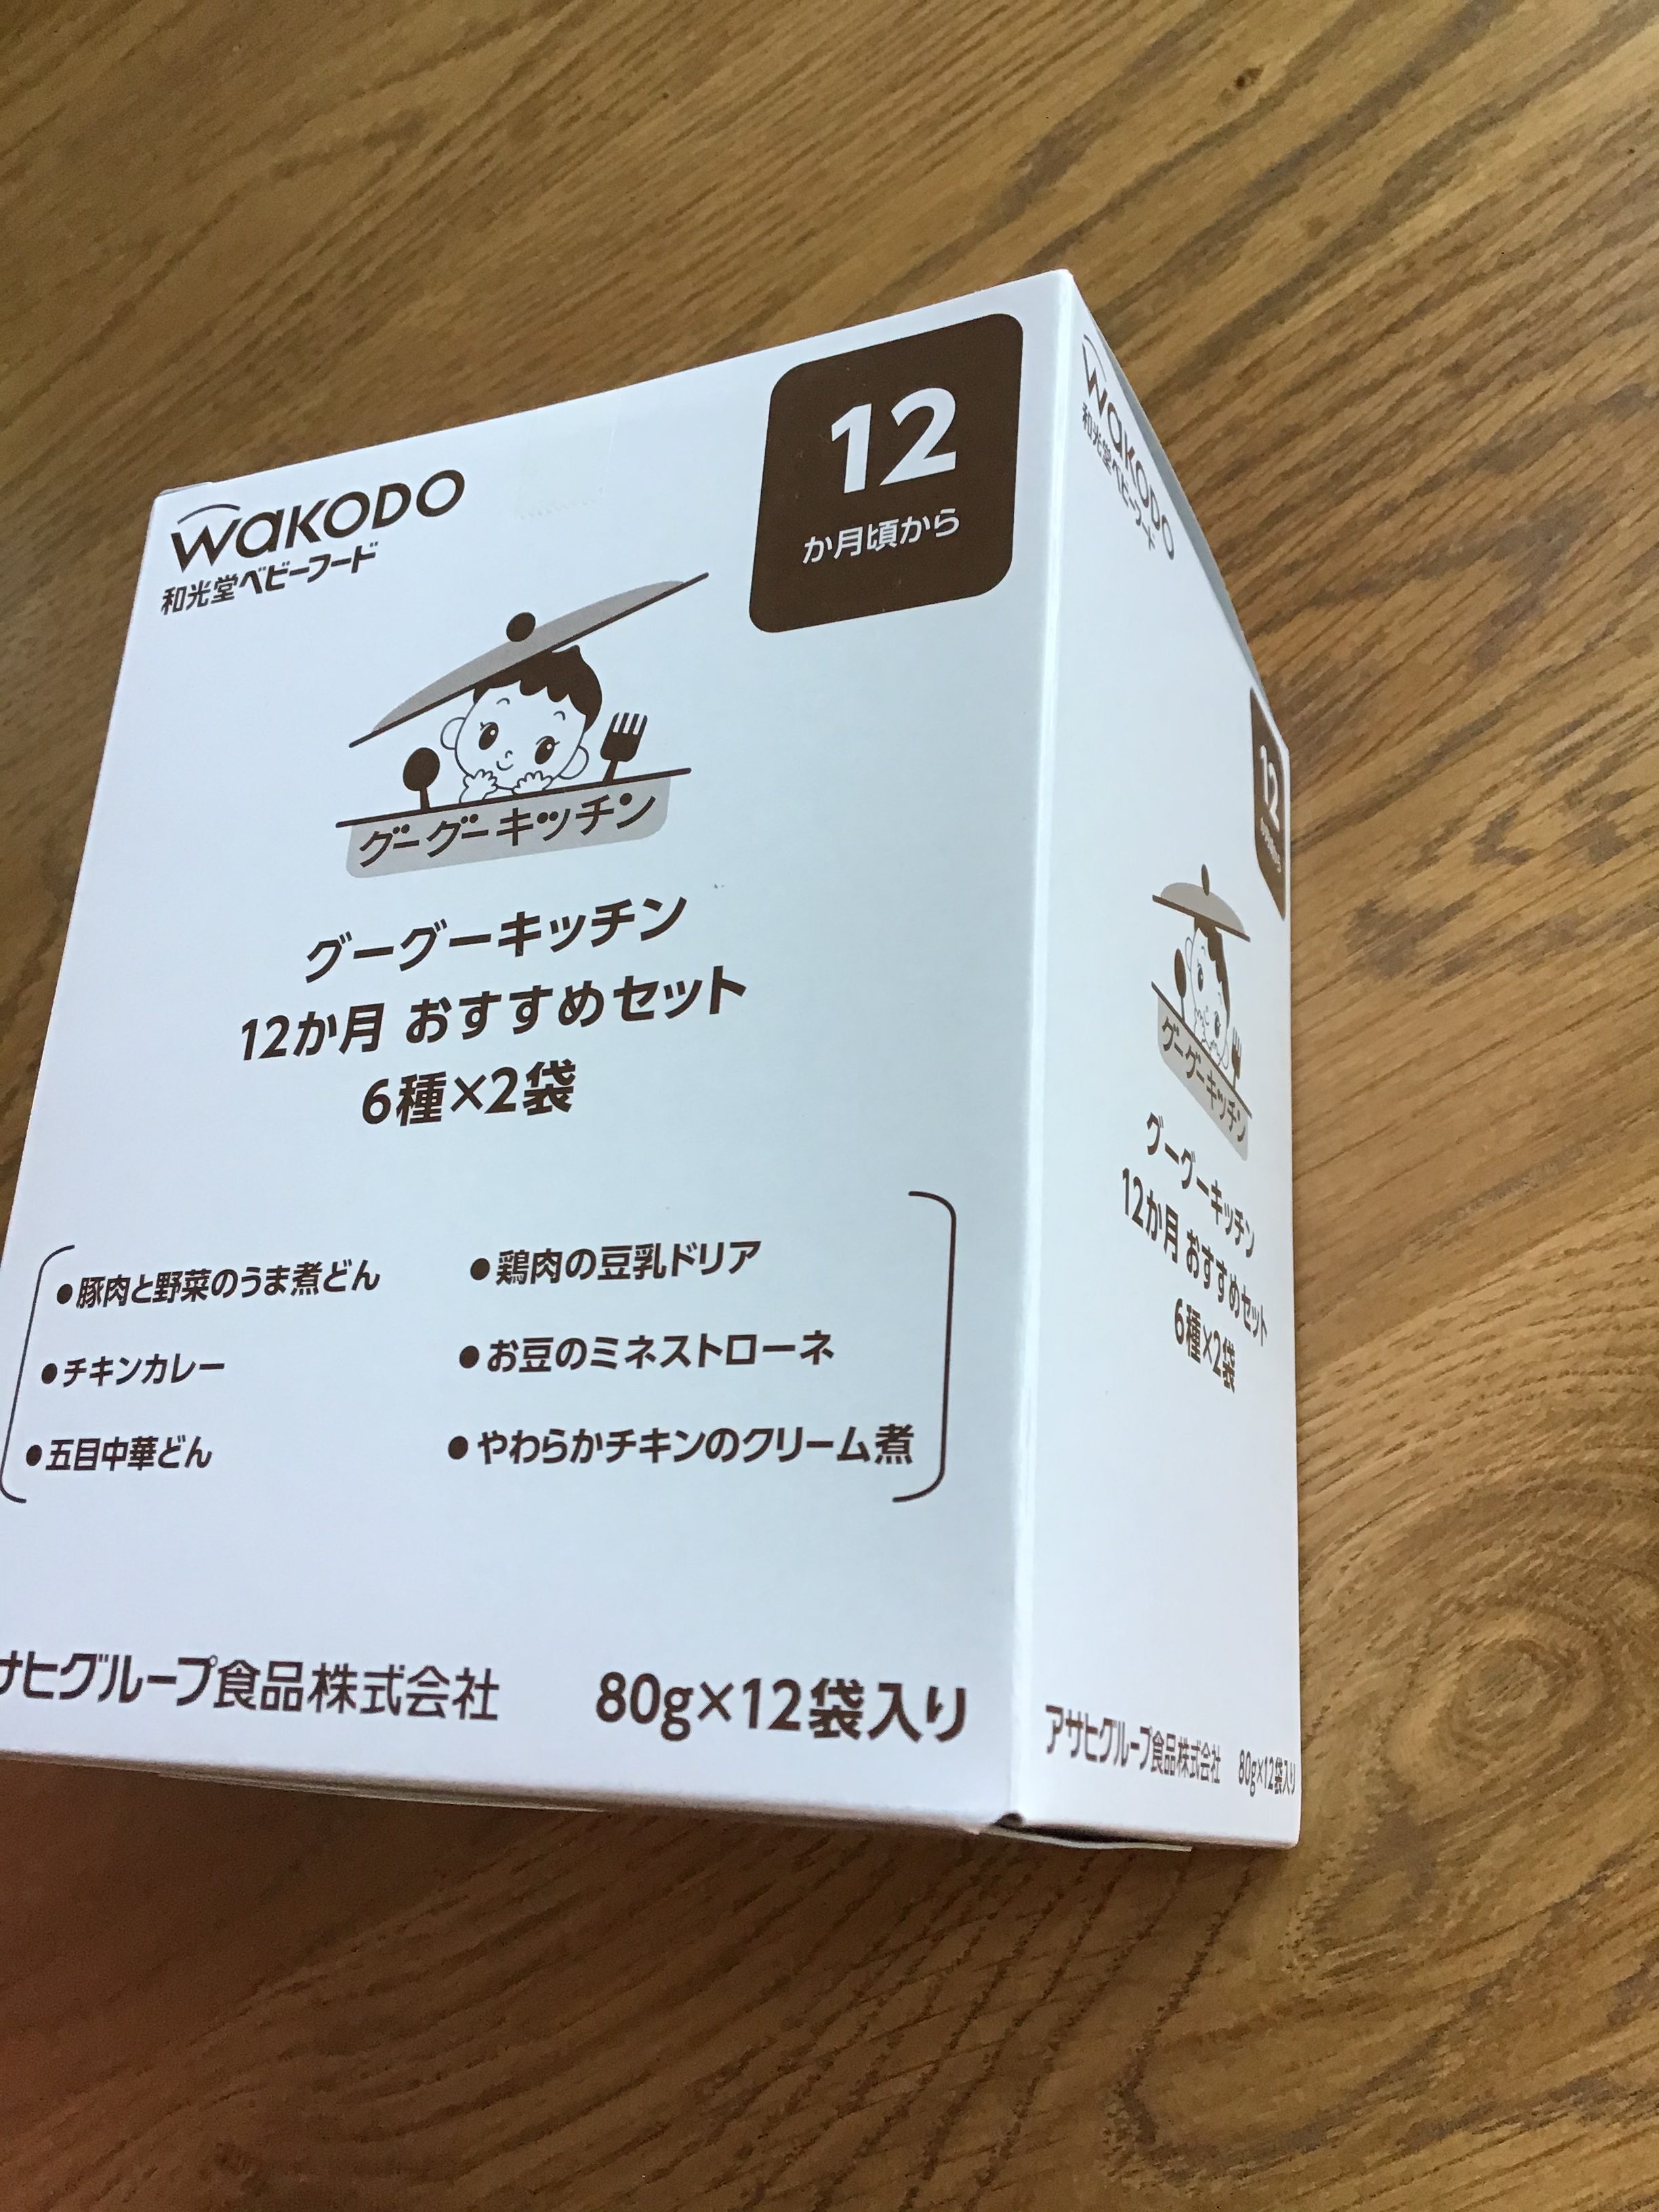 WAKODO
和光堂ベビーフード
12
か月頃から
グーグーキッチン
グーグーキッチン
12か月 おすすめセット
6種×2袋
●豚肉と野菜のうま煮どん
●チキンカレー
●五目中華どん
●鶏肉の豆乳ドリア
●お豆のミネストローネ
●やわらかチキンのクリーム煮
サヒグループ食品株式会社
80g×12袋入り
WAKODO
和光堂ベビーフード
12
グーグーキッチン
グーグーキッチン
12か月 おすすめセット
6種×2袋
アサヒグループ食品株式会社 80g×12袋入り